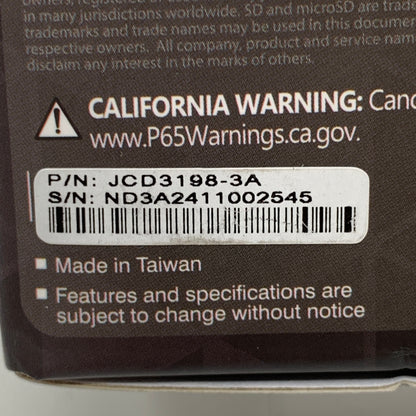 in many jurisdictions worldwide. SD and microSD are trade
trademarks and trade names may be used in this document
respective owners. All company, product and service name
disclaim any interest in the marks of others.
CALIFORNIA WARNING: Canc
www.P65Warnings.ca.gov.
P/N: JCD3198-3A
S/N: ND3A2411002545
Made in Taiwan
Features and specifications are
subject to change without notice